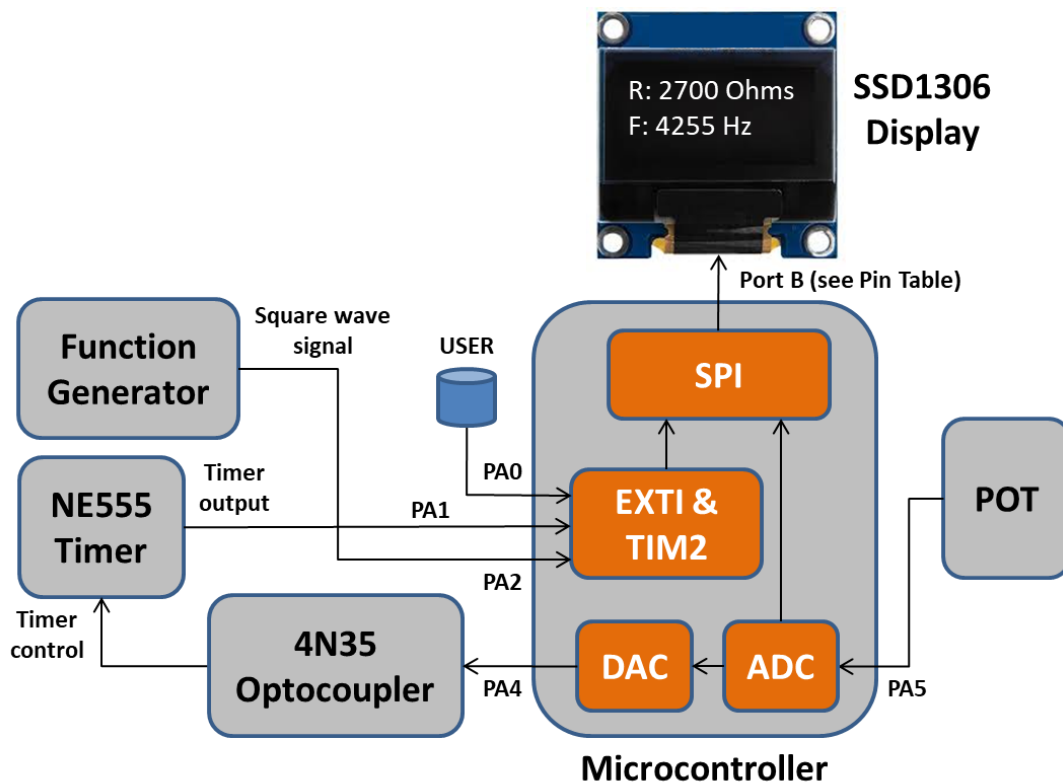 R: 2700 Ohms
F: 4255 Hz
SSD1306
Display
Port B (see Pin Table)
Function
Generator
Square wave
signal
USER
SPI
NE555
Timer
Timer
output
PA0
PA1
PA2
EXTI &
TIM2
POT
Timer
control
4N35
Optocoupler
PA4
DAC
ADC
PA5
Microcontroller